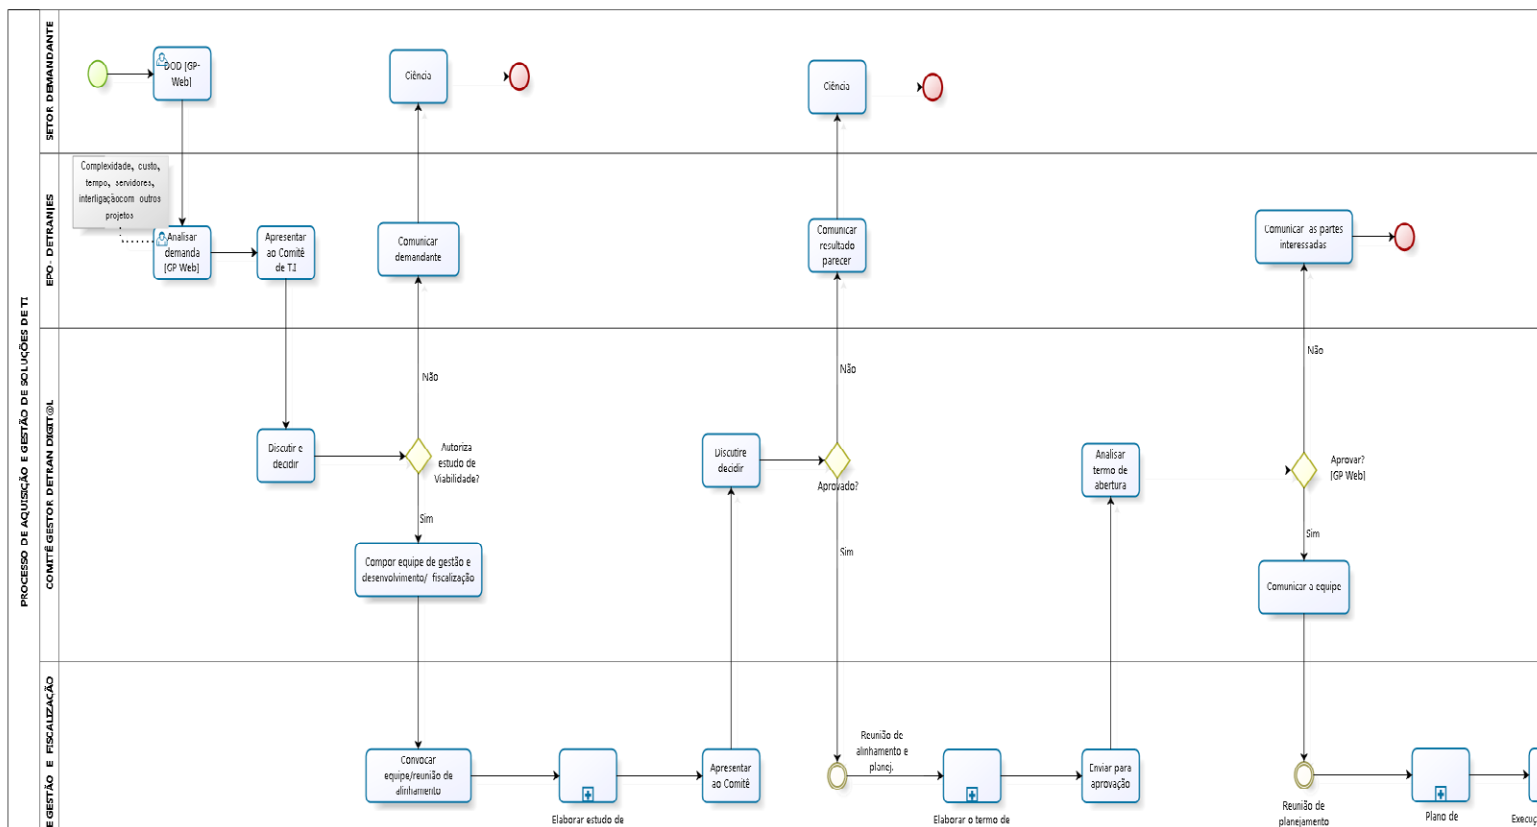 PROCESSO DE AQUISIÇÃO E GESTÃO DE SOLUÇÕES DE TI
SETOR DEMANDANTE
DOD [GP-
Web]
Ciência
Ciência
EPO - DETRAN|ES
Complexidade, custo,
tempo, servidores,
interligaçãocom outros
projetos
Analisar
demanda
[GP Web]
Apresentar
ao Comitê
de T.I
Comunicar
demandante
Comunicar
resultado
parecer
Comunicar as partes
interessadas
COMITÊ GESTOR DETRAN DIGIT@L
Discutir e
decidir
Não
Autoriza
estudo de
Viabilidade?
Sim
Compor equipe de gestão e
desenvolvimento/ fiscalização
Discutire
decidir
Não
Aprovado?
Sim
Analisar
termo de
abertura
Não
Aprovar?
[GP Web]
Sim
Comunicar a equipe
E GESTÃO E FISCALIZAÇÃO
Convocar
equipe/reunião de
alinhamento
Elaborar estudo de
Apresentar
ao Comitê
Reunião de
alinhamento e
planej.
Elaborar o termo de
Enviar para
aprovação
Reunião de
planejamento
Plano de
Execuç